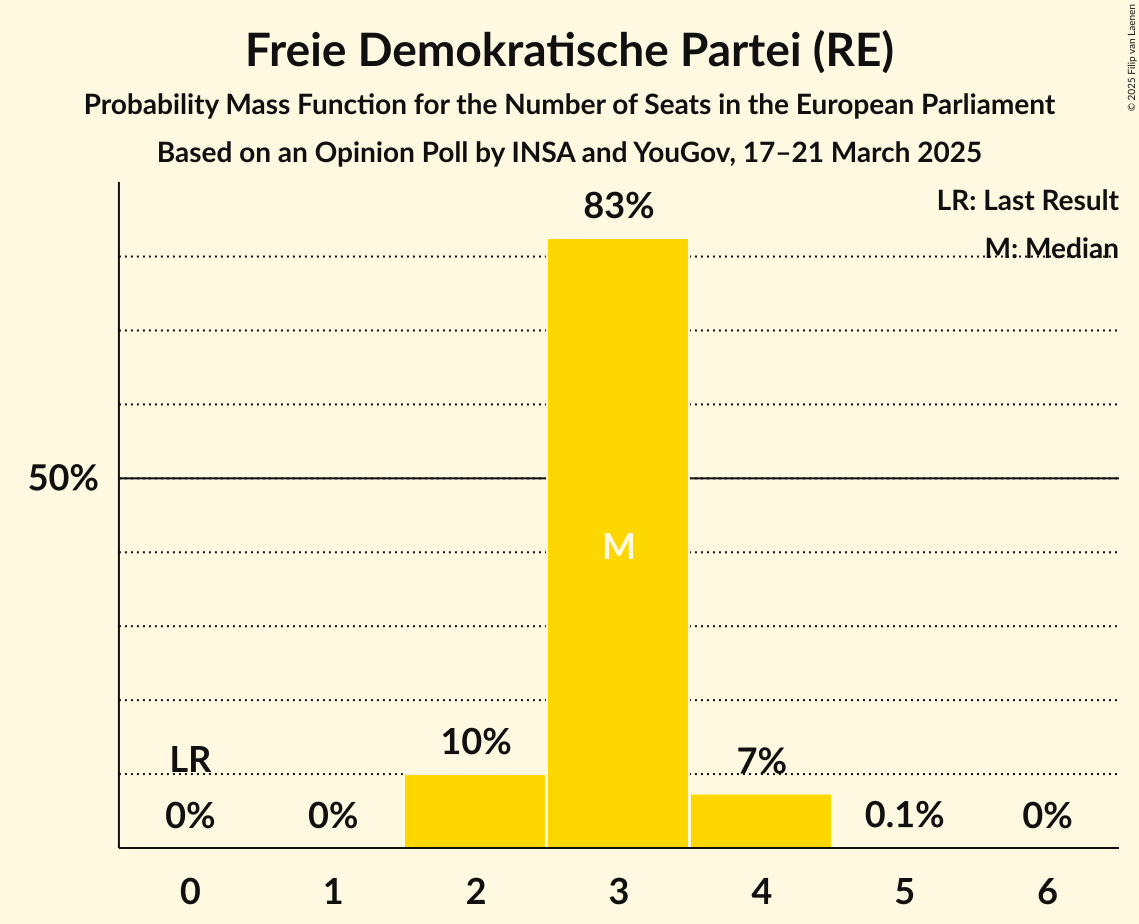 Freie Demokratische Partei (RE)
Probability Mass Function for the Number of Seats in the European Parliament
Based on an Opinion Poll by INSA and YouGov, 17–21 March 2025
© 2025 Filip van Laenen
LR: Last Result
M: Median
83%
50%
M
10%
LR
7%
0%
0%
0.1%
0%
0 1 2 3 4 5 6